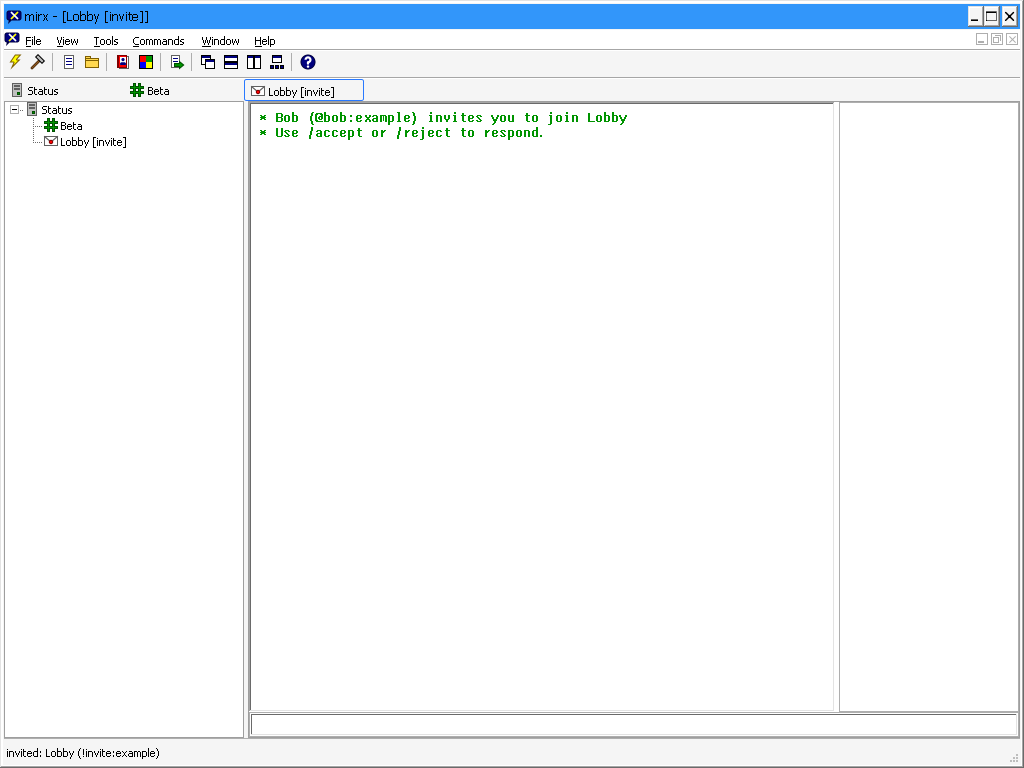 mirx - [Lobby [invite]]
File View Tools Commands Window Help
Status Beta Lobby [invite]
Status
Beta
Lobby [invite]
* Bob (@bob:example) invites you to join Lobby
* Use /accept or /reject to respond.
invited: Lobby (!invite:example)